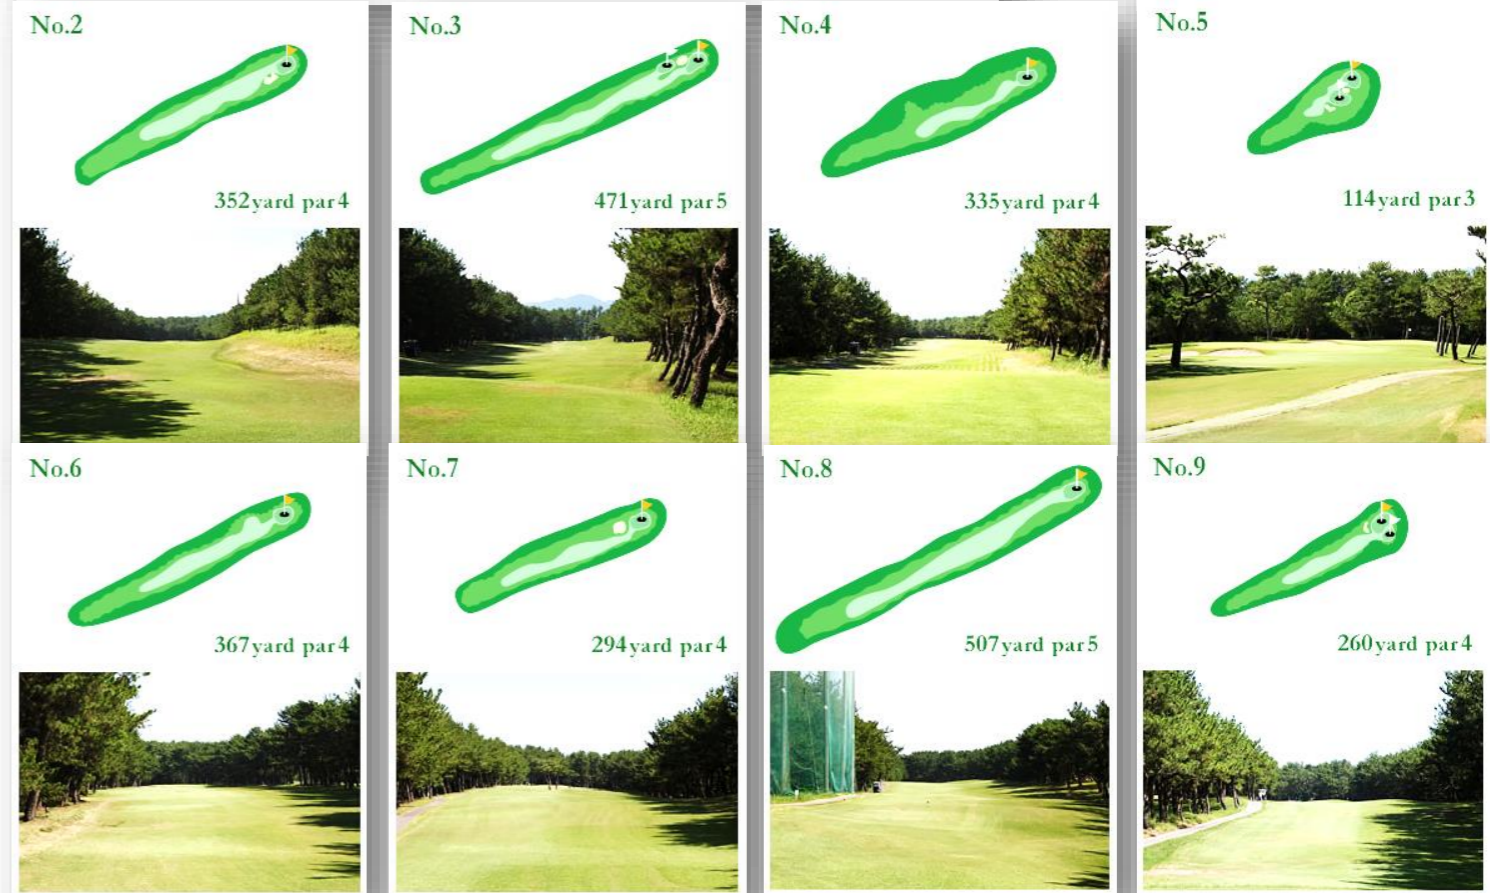 No.2
352yard par4
No.3
471yard par5
No.4
335yard par4
No.5
114yard par3
No.6
367yard par4
No.7
294yard par4
No.8
507yard par5
No.9
260yard par4